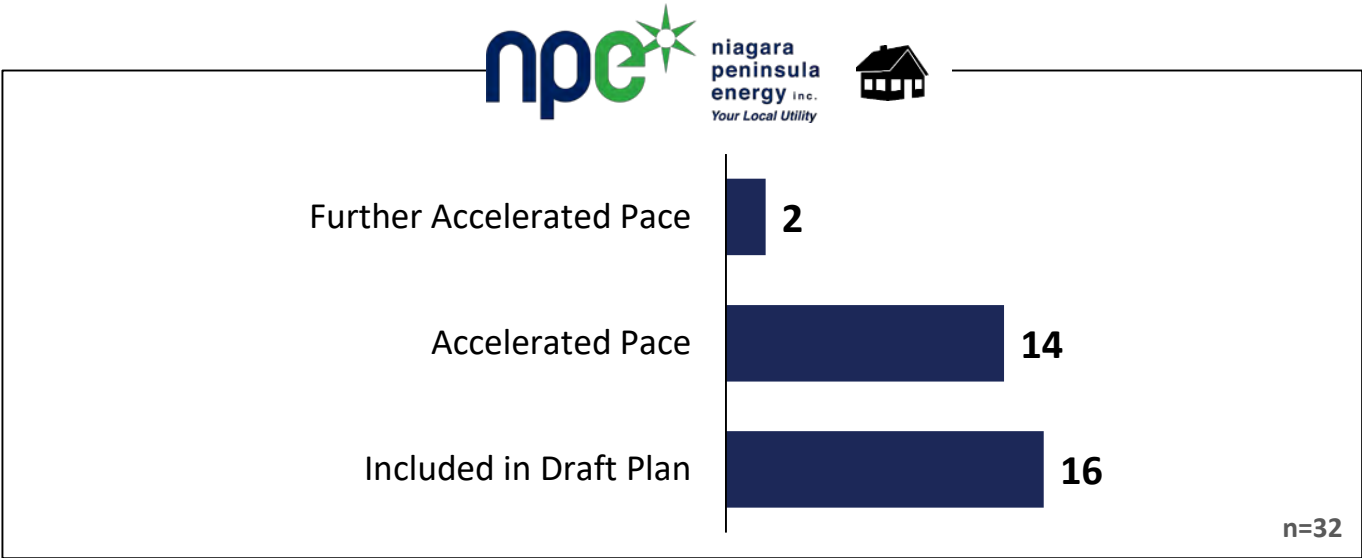 npe
niagara
peninsula
energy inc.
Your Local Utility
Further Accelerated Pace 2
Accelerated Pace 14
Included in Draft Plan 16
n=32